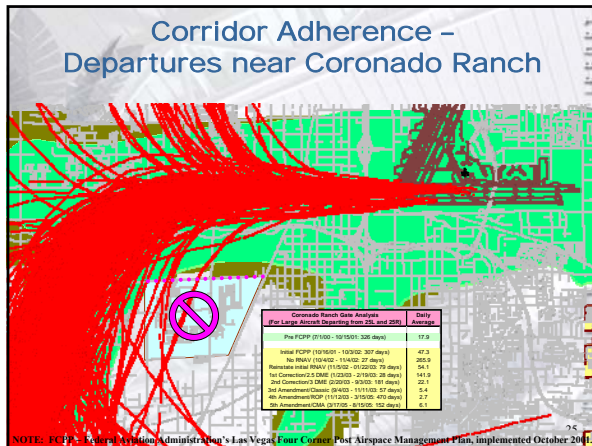 Corridor Adherence –
Departures near Coronado Ranch
Coronado Ranch Gate Analysis
(For Large Aircraft Departing from 25L and 25R)
Daily
Average
Pre FCPP (7/1/00 - 10/15/01: 326 days) 17.9
Initial FCPP (10/16/01 - 10/3/02: 307 days) 47.3
No RNAV (10/4/02 - 11/4/02: 27 days) 265.9
Reinstate initial RNAV (11/5/02 - 01/22/03: 79 days) 54.1
1st Correction/2.5 DME (1/23/03 - 2/19/03: 28 days) 141.9
2nd Correction/3 DME (2/20/03 - 9/3/03: 181 days) 22.1
3rd Amendment/Classic (9/4/03 - 11/11/03: 57 days) 5.4
4th Amendment/ROP (11/12/03 - 3/15/05: 470 days) 2.7
5th Amendment/CMA (3/17/05 - 8/15/05: 152 days) 6.1
25
NOTE: FCPP – Federal Aviation Administration's Las Vegas Four Corner Post Airspace Management Plan, implemented October 2001.